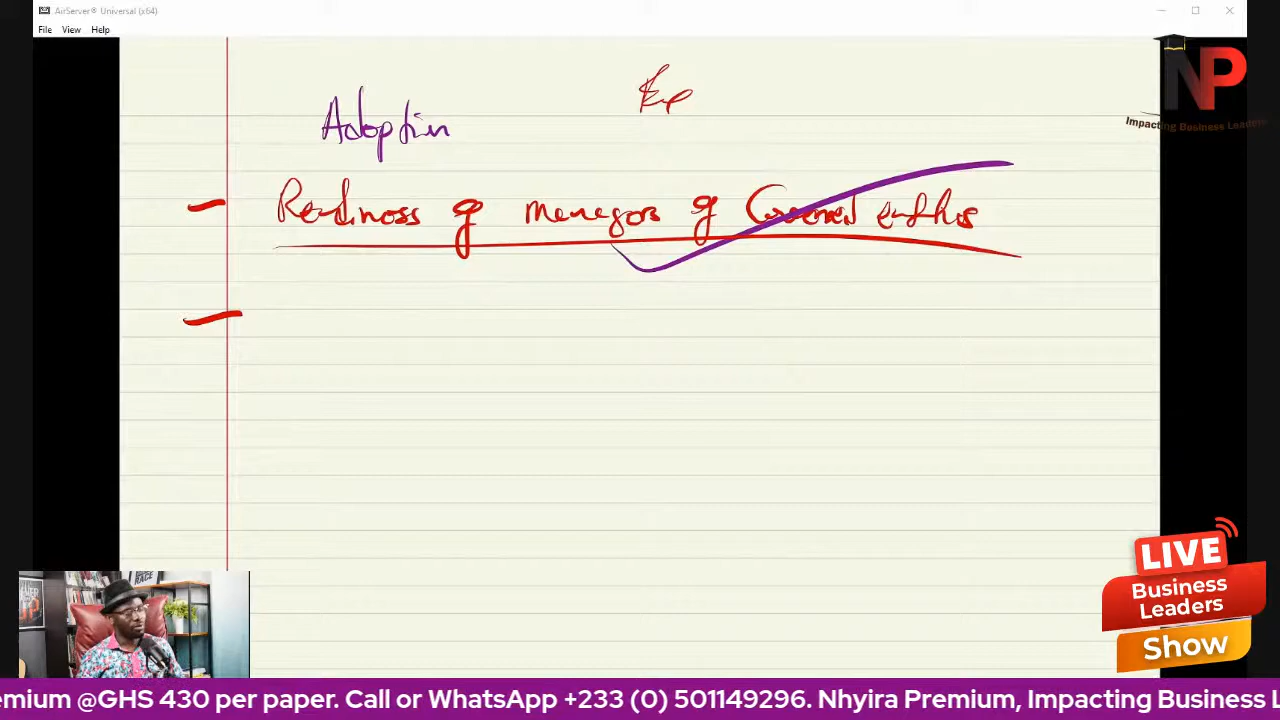 AirServer® Universal (x64)
File View Help
NP
Impacting Business Leaders
Adoption
Readiness of managers of
LIVE
Business
Leaders
Show
emium @GHS 430 per paper. Call or WhatsApp +233 (0) 501149296. Nhyira Premium, Impacting Business L